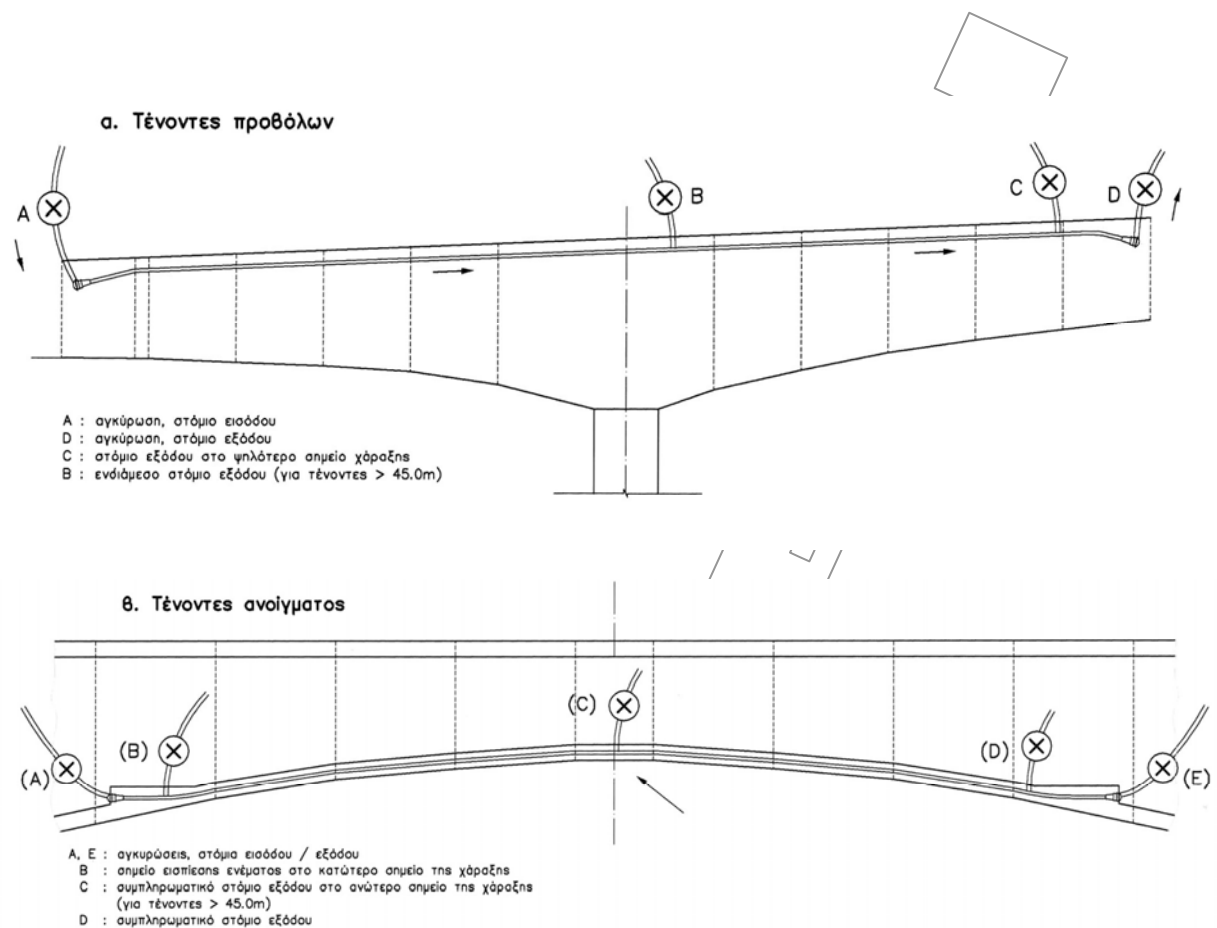 α. Τένοντες προβόλων
A
B
C
D
A : αγκύρωση, στόμιο εισόδου
D : αγκύρωση, στόμιο εξόδου
C : στόμιο εξόδου στο ψηλότερο σημείο χάραξης
B : ενδιάμεσο στόμιο εξόδου (για τένοντες > 45.0m)
β. Τένοντες ανοίγματος
(A)
(B)
(C)
(D)
(E)
A, E : αγκυρώσεις, στόμια εισόδου / εξόδου
B : σημείο εισπίεσης ενέματος στο κατώτερο σημείο της χάραξης
C : συμπληρωματικό στόμιο εξόδου στο ανώτερο σημείο της χάραξης
(για τένοντες > 45.0m)
D : συμπληρωματικό στόμιο εξόδου